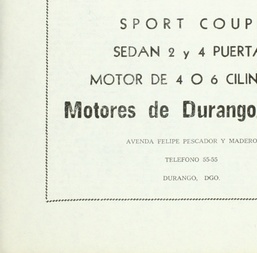 SPORT COUP
SEDAN 2 y 4 PUERTA
MOTOR DE 4 O 6 CILIN
Motores de Durango,
AVENDA FELIPE PESCADOR Y MADERO
TELEFONO 55-55
DURANGO, DGO.